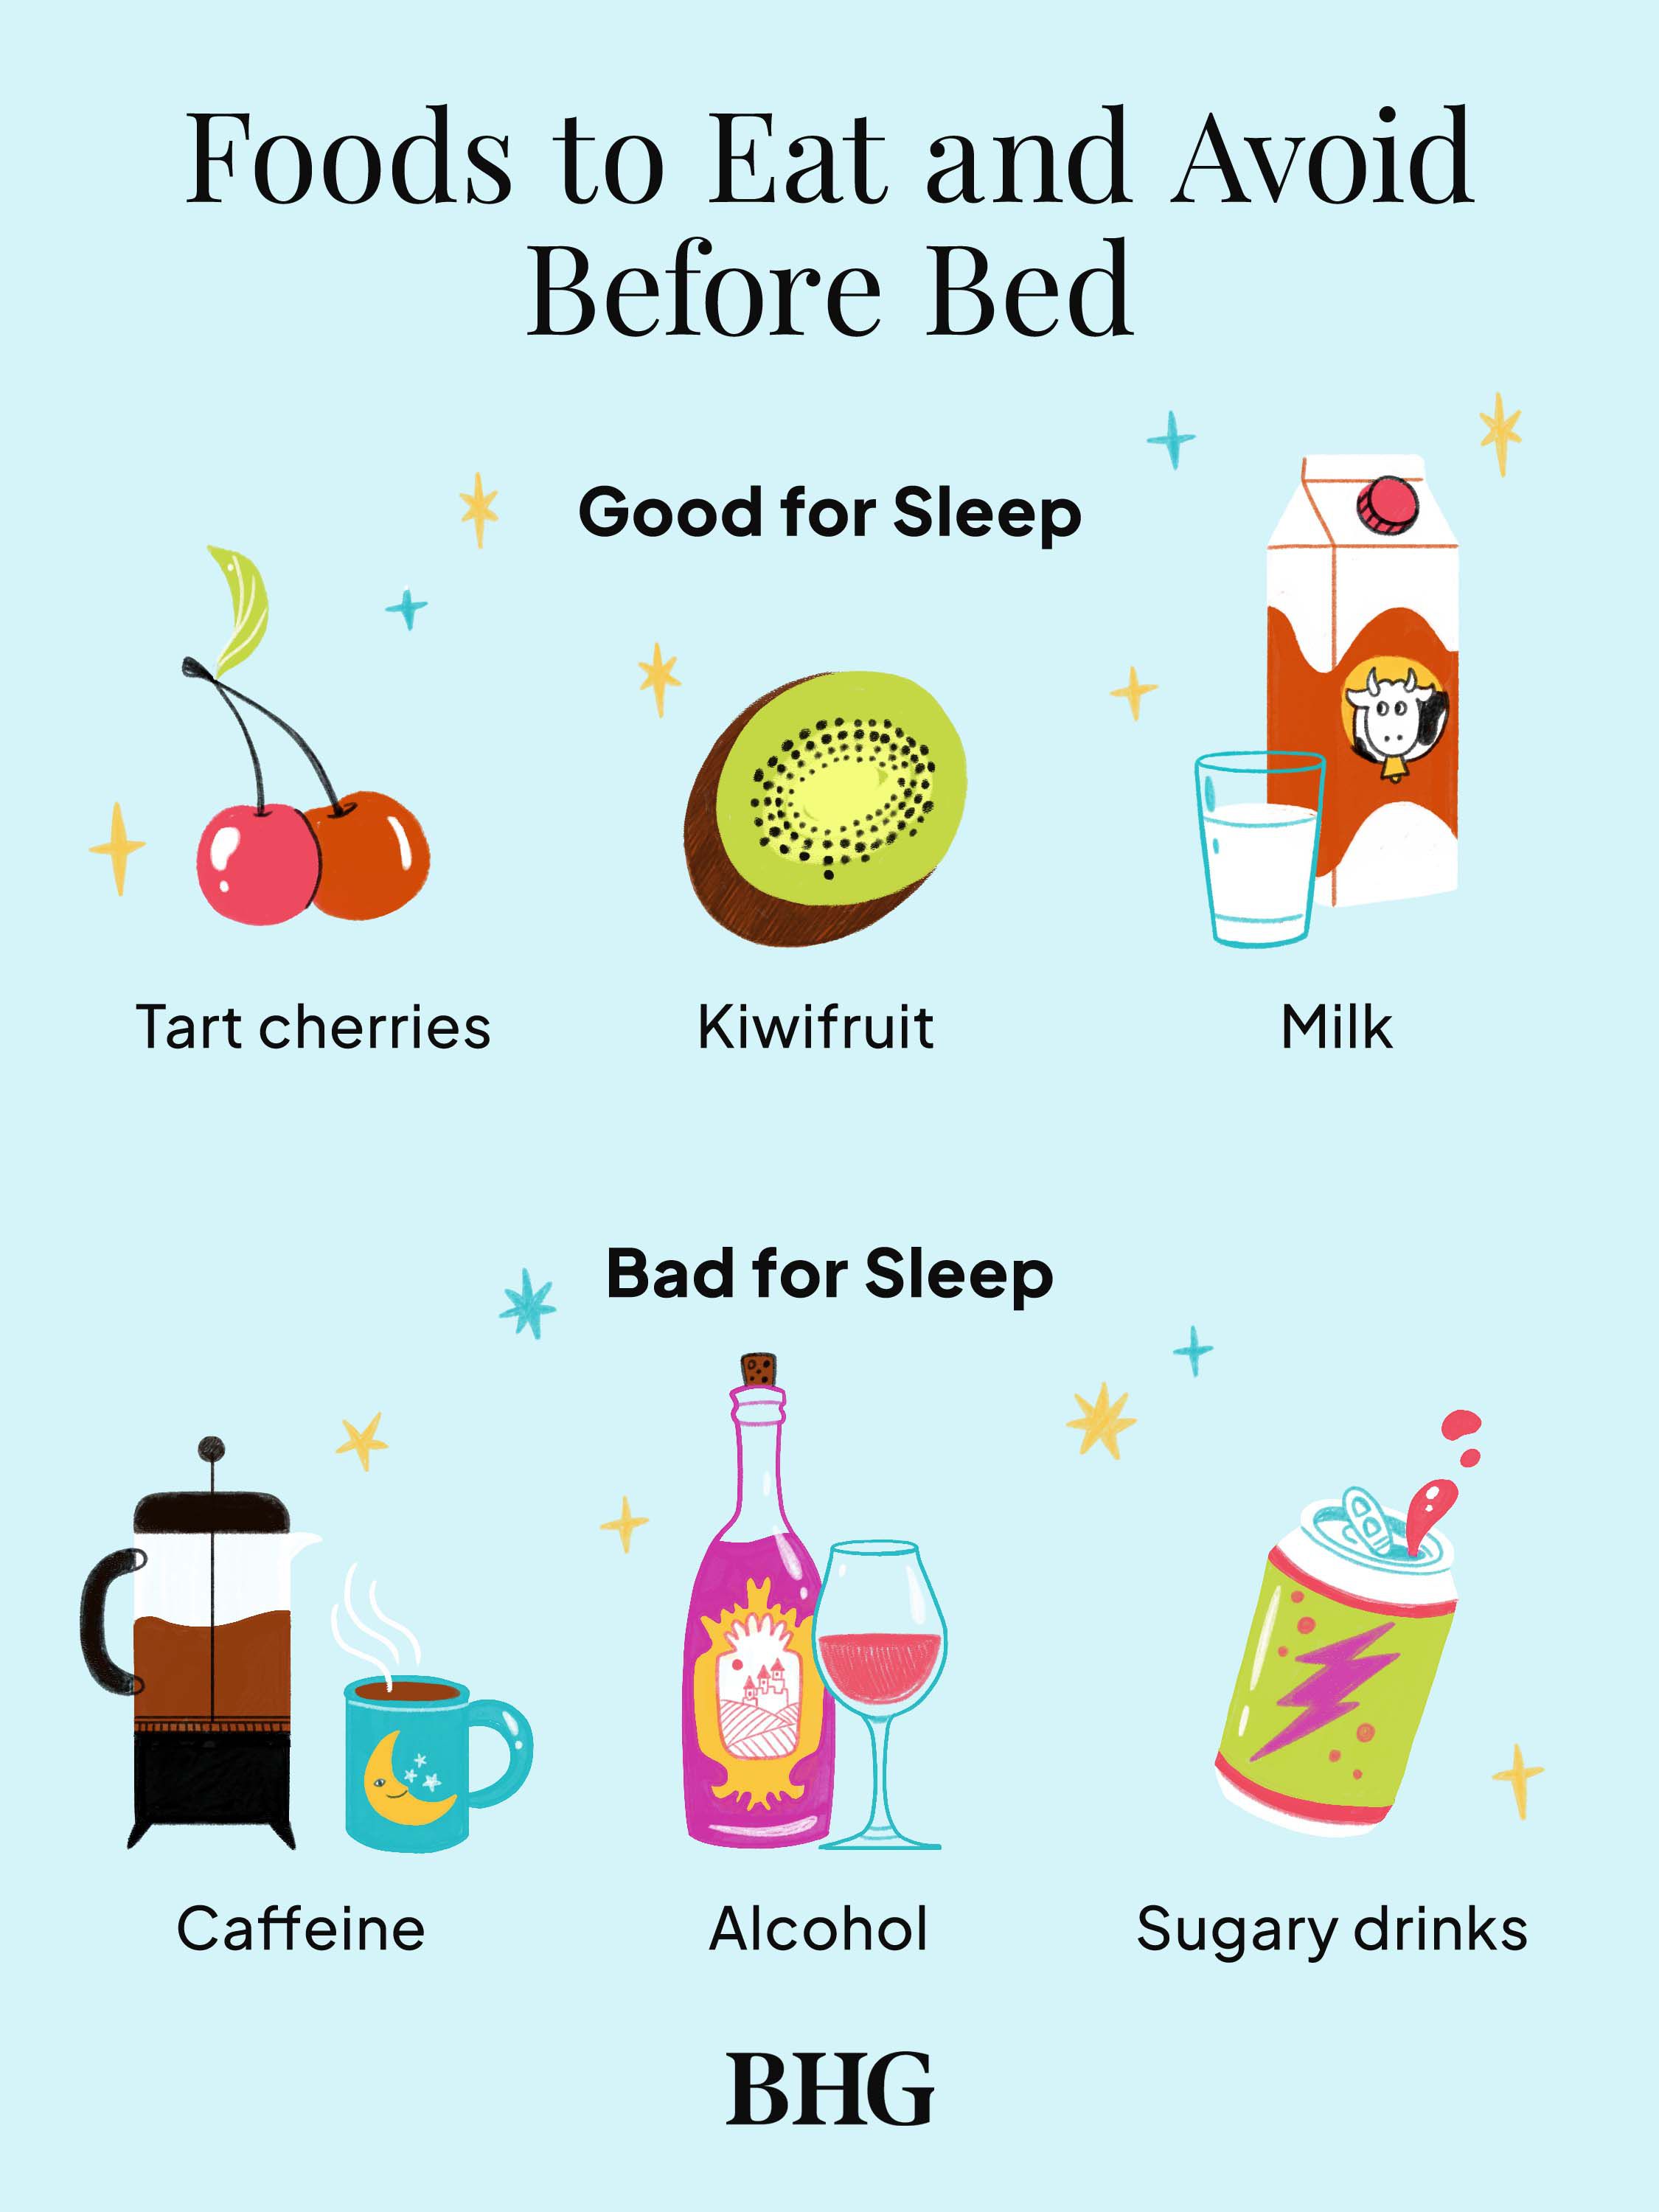 Foods to Eat and Avoid
Before Bed
Good for Sleep
Tart cherries
Kiwifruit
Milk
Bad for Sleep
Caffeine
Alcohol
Sugary drinks
BHG